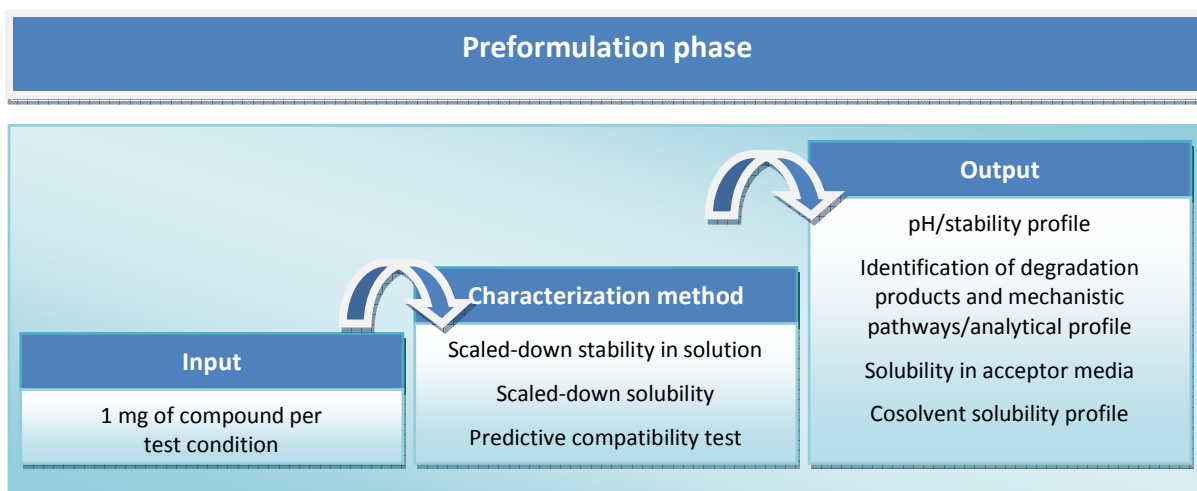 Preformulation phase
Input
1 mg of compound per
test condition
Characterization method
Scaled-down stability in solution
Scaled-down solubility
Predictive compatibility test
Output
pH/stability profile
Identification of degradation
products and mechanistic
pathways/analytical profile
Solubility in acceptor media
Cosolvent solubility profile